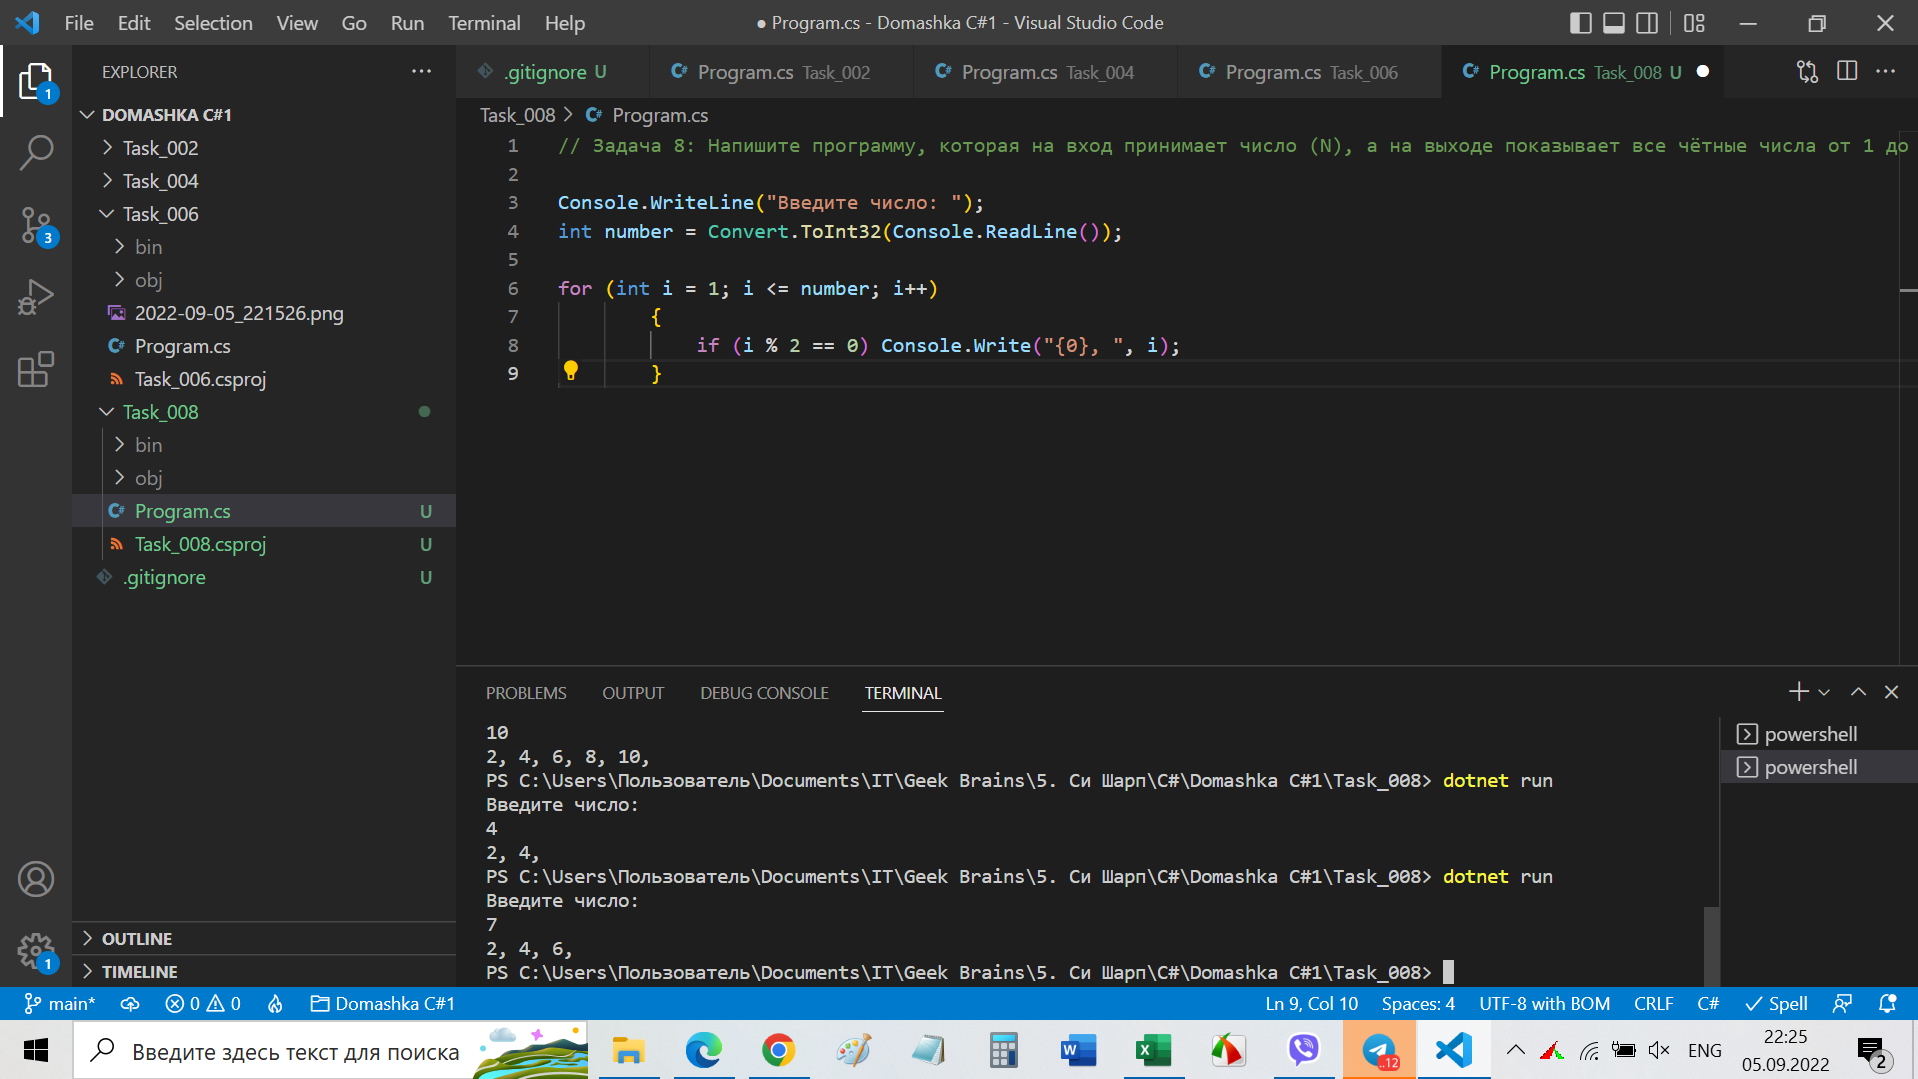 File Edit Selection View Go Run Terminal Help
● Program.cs - Domashka C#1 - Visual Studio Code
EXPLORER
1
DOMASHKA C#1
Task_002
Task_004
Task_006
bin
obj
2022-09-05_221526.png
Program.cs
Task_006.csproj
Task_008
bin
obj
Program.cs U
Task_008.csproj U
.gitignore U
3
OUTLINE
TIMELINE
1
.gitignore U
Program.cs Task_002
Program.cs Task_004
Program.cs Task_006
Program.cs Task_008 U
Task_008 > Program.cs
1 // Задача 8: Напишите программу, которая на вход принимает число (N), а на выходе показывает все чётные числа от 1 до
2
3 Console.WriteLine("Введите число: ");
4 int number = Convert.ToInt32(Console.ReadLine());
5
6 for (int i = 1; i <= number; i++)
7 {
8 if (i % 2 == 0) Console.Write("{0}, ", i);
9 }
PROBLEMS OUTPUT DEBUG CONSOLE TERMINAL
10
2, 4, 6, 8, 10,
PS C:\Users\Пользователь\Documents\IT\Geek Brains\5. Си Шарп\C#\Domashka C#1\Task_008> dotnet run
Введите число:
4
2, 4,
PS C:\Users\Пользователь\Documents\IT\Geek Brains\5. Си Шарп\C#\Domashka C#1\Task_008> dotnet run
Введите число:
7
2, 4, 6,
PS C:\Users\Пользователь\Documents\IT\Geek Brains\5. Си Шарп\C#\Domashka C#1\Task_008>
powershell
powershell
main* 0 0 Domashka C#1
Ln 9, Col 10 Spaces: 4 UTF-8 with BOM CRLF C# Spell
Введите здесь текст для поиска
..12
ENG
22:25
05.09.2022
2